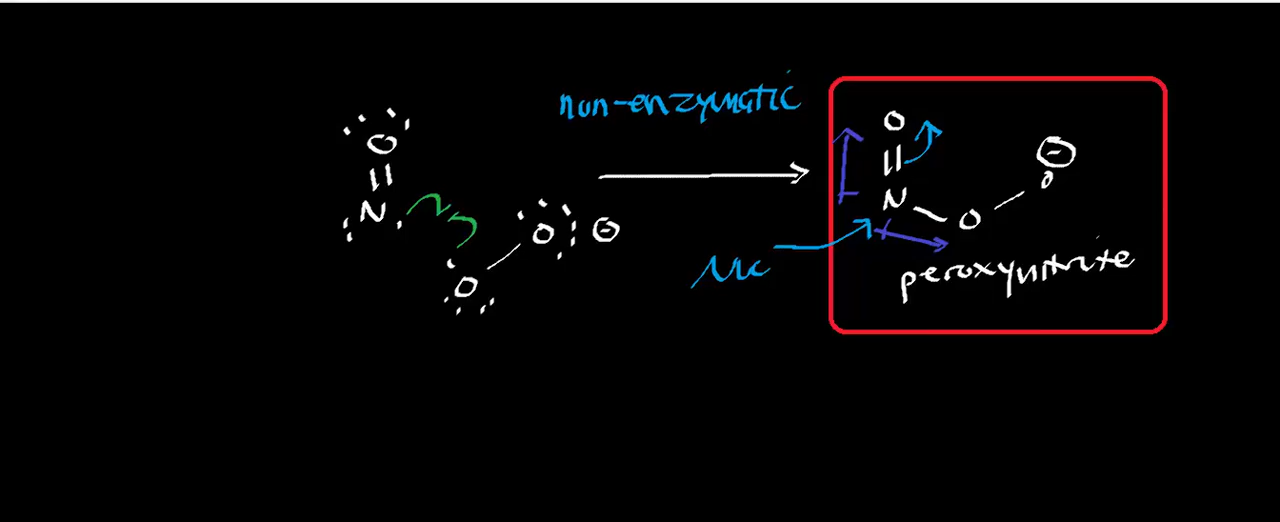 non-enzymatic
O
N
O
O
⊖
O
N
O
O
⊖
Nuc
peroxynitrite